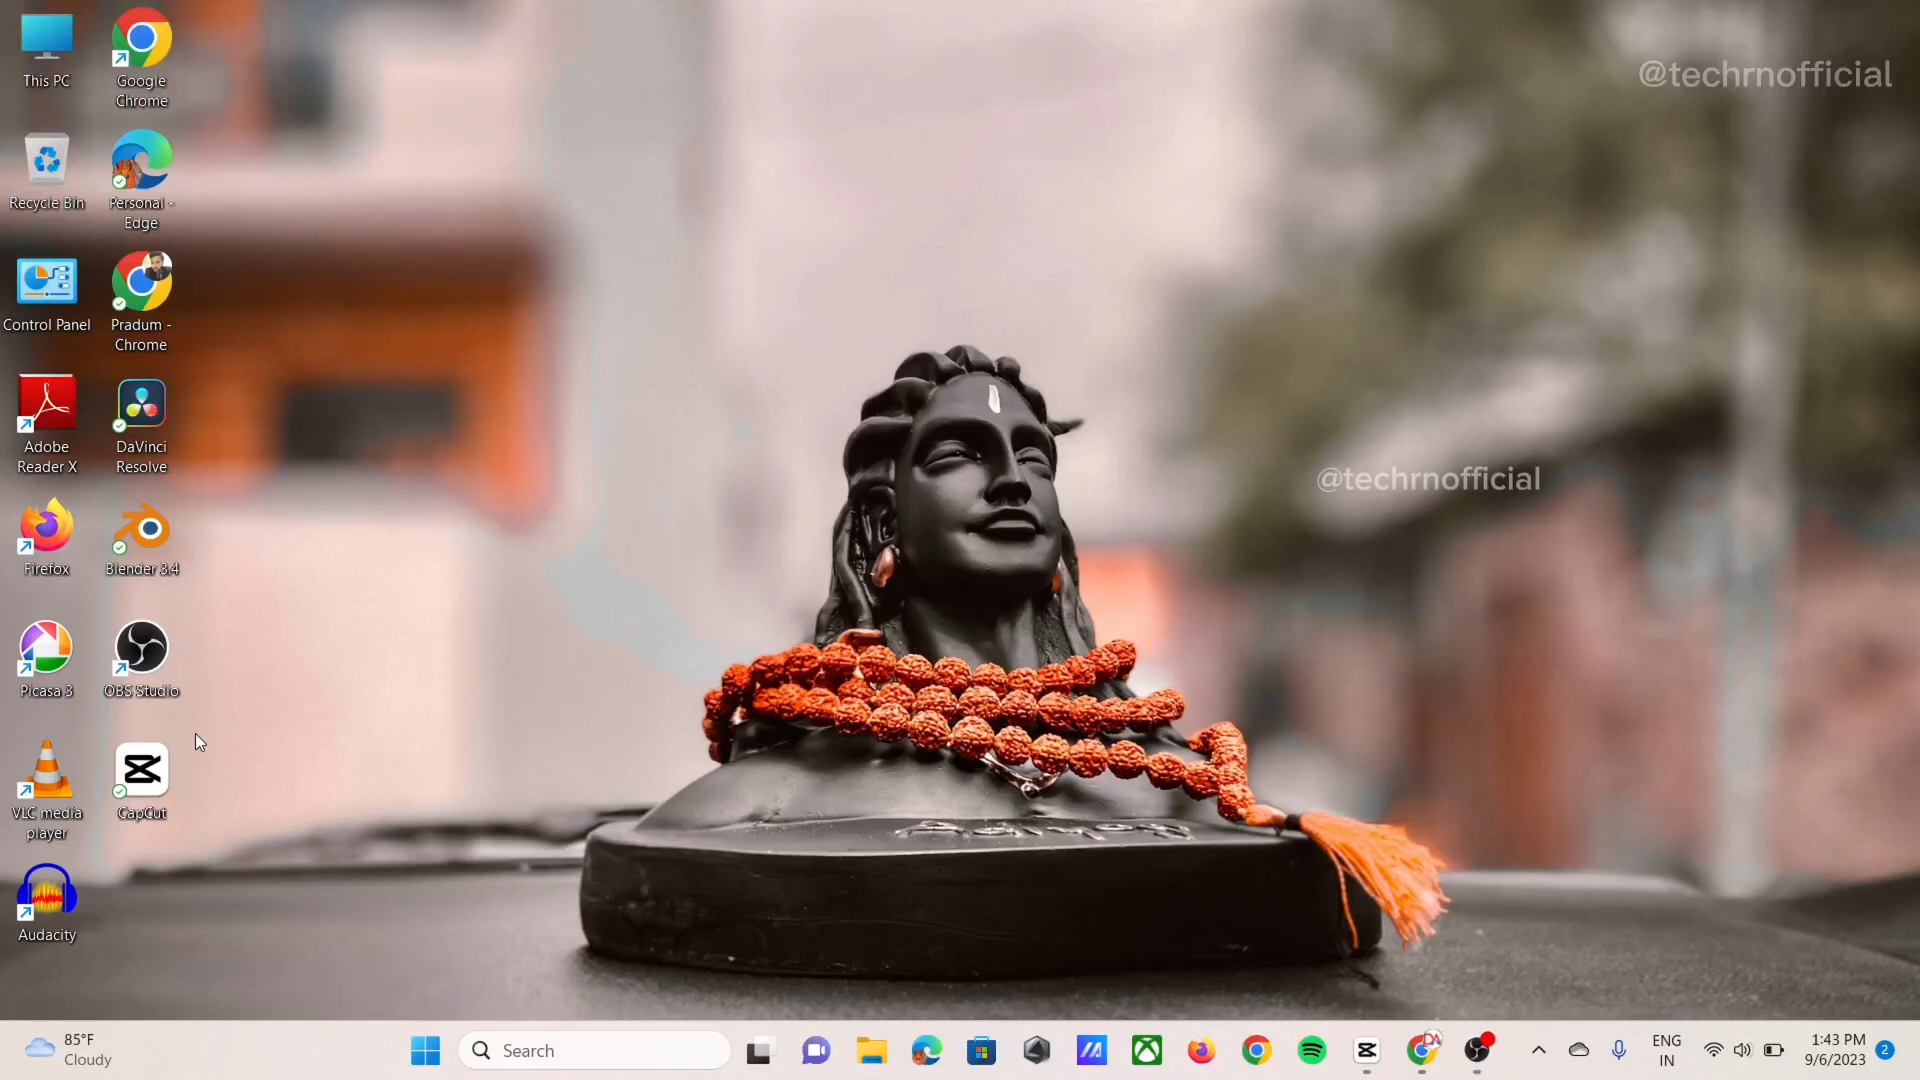 This PC
Google
Chrome
@techrnofficial
Recycle Bin
Personal -
Edge
Control Panel
Pradum -
Chrome
Adobe
Reader X
DaVinci
Resolve
@techrnofficial
Firefox
Blender 3.4
Picasa 3
OBS Studio
VLC media
player
CapCut
Audacity
85°F
Cloudy
Search
ENG
IN
1:43 PM
9/6/2023
2